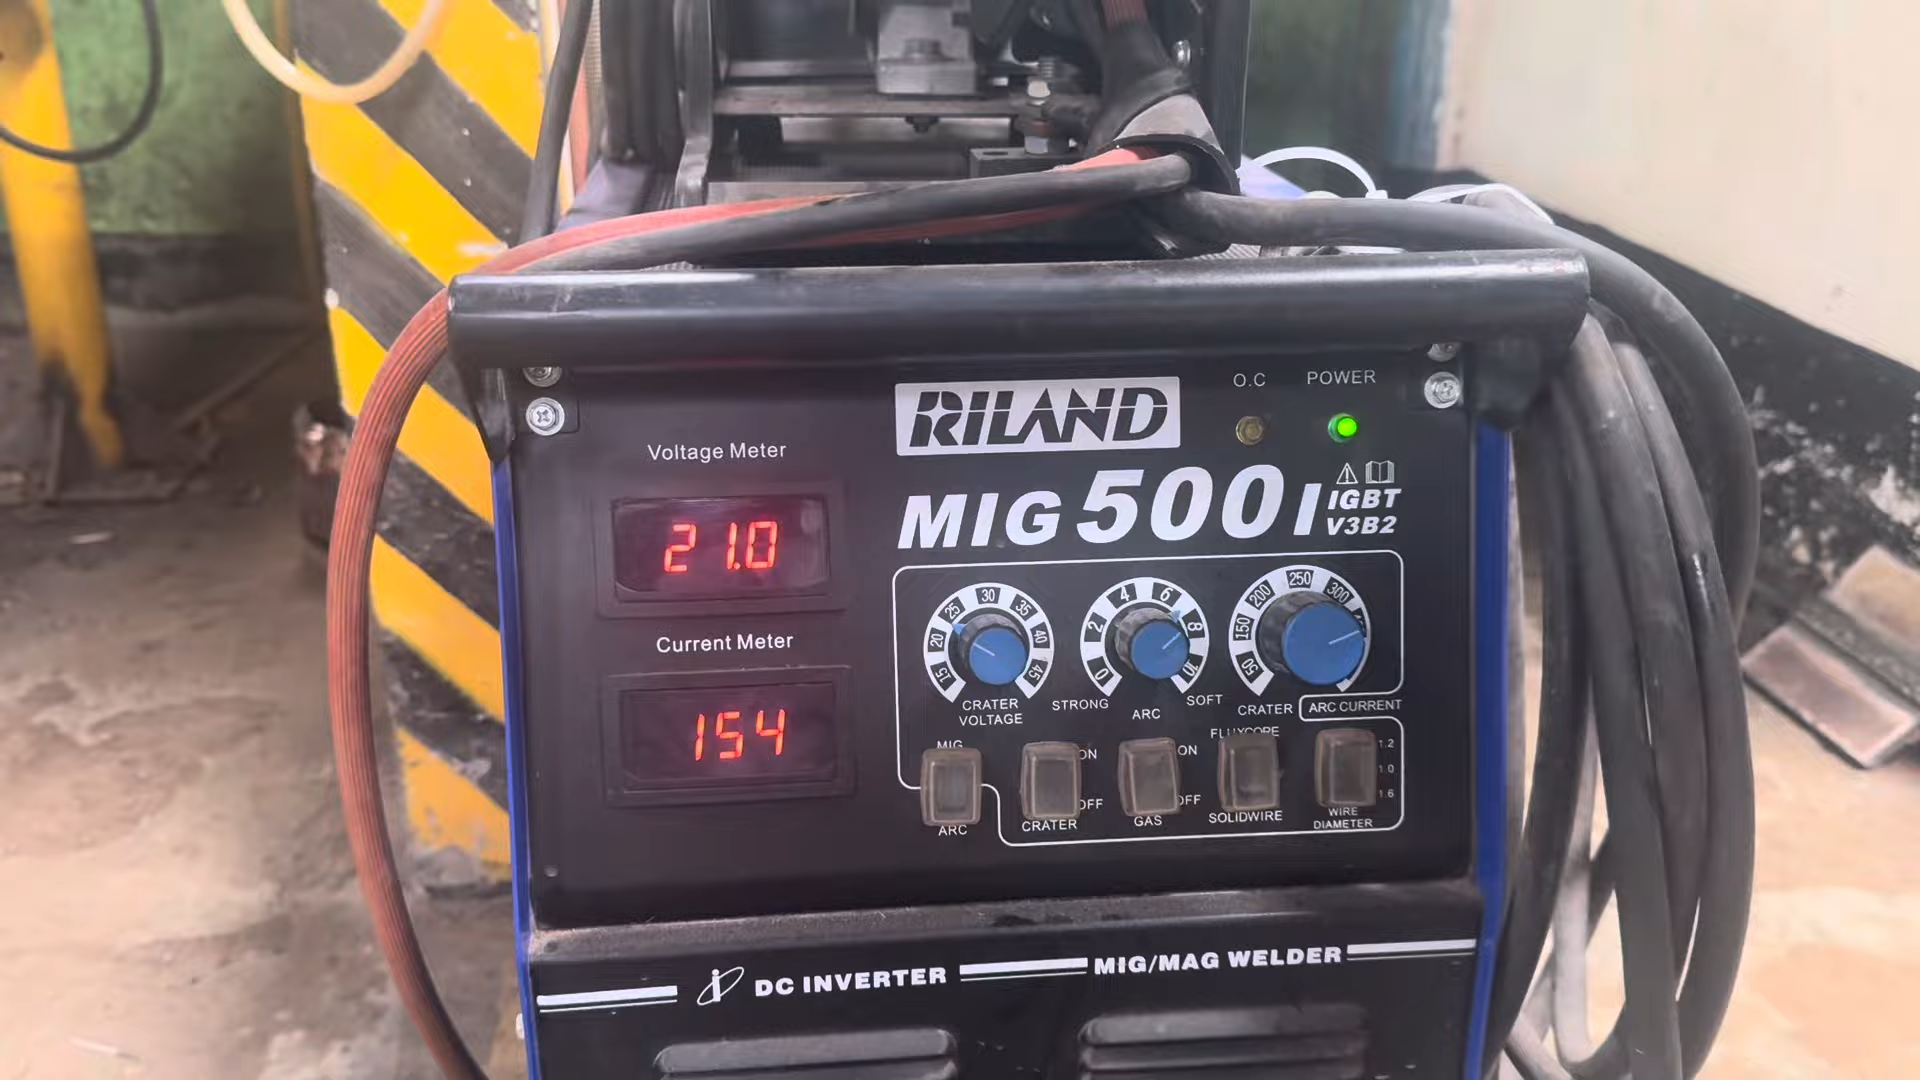 O.C POWER
RILAND
Voltage Meter
MIG 500I
IGBT
V3B2
21.0
Current Meter
154
15 20 25 30 35 40 45
0 2 4 6 8 10
50 150 200 250 300
CRATER
VOLTAGE
STRONG ARC SOFT
CRATER ARC CURRENT
MIG
ARC
ON
OFF
CRATER
ON
OFF
GAS
FLUXCORE
SOLIDWIRE
1.2
1.0
1.6
WIRE
DIAMETER
DC INVERTER MIG/MAG WELDER